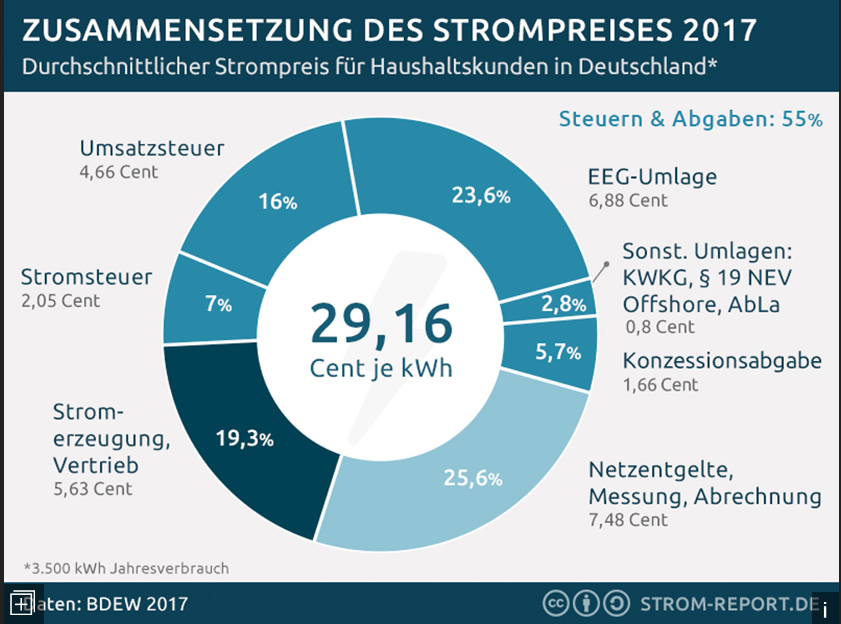 ZUSAMMENSETZUNG DES STROMPREISES 2017
Durchschnittlicher Strompreis für Haushaltskunden in Deutschland*
Steuern & Abgaben: 55%
Umsatzsteuer
4,66 Cent
16%
23,6%
EEG-Umlage
6,88 Cent
Sonst. Umlagen:
KWKG, § 19 NEV
Offshore, AbLa
0,8 Cent
2,8%
Stromsteuer
2,05 Cent
7%
29,16
Cent je kWh
5,7%
Konzessionsabgabe
1,66 Cent
Strom-
erzeugung,
Vertrieb
5,63 Cent
19,3%
25,6%
Netzentgelte,
Messung, Abrechnung
7,48 Cent
*3.500 kWh Jahresverbrauch
Daten: BDEW 2017
cc
STROM-REPORT.DE
i